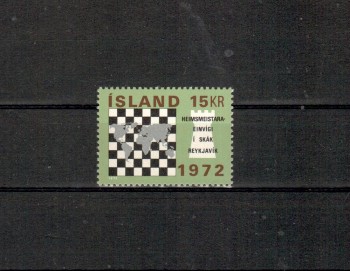 ÍSLAND 15KR
HEIMSMEISTARA-
EINVÍGI
Í SKÁK
REYKJAVÍK
1972